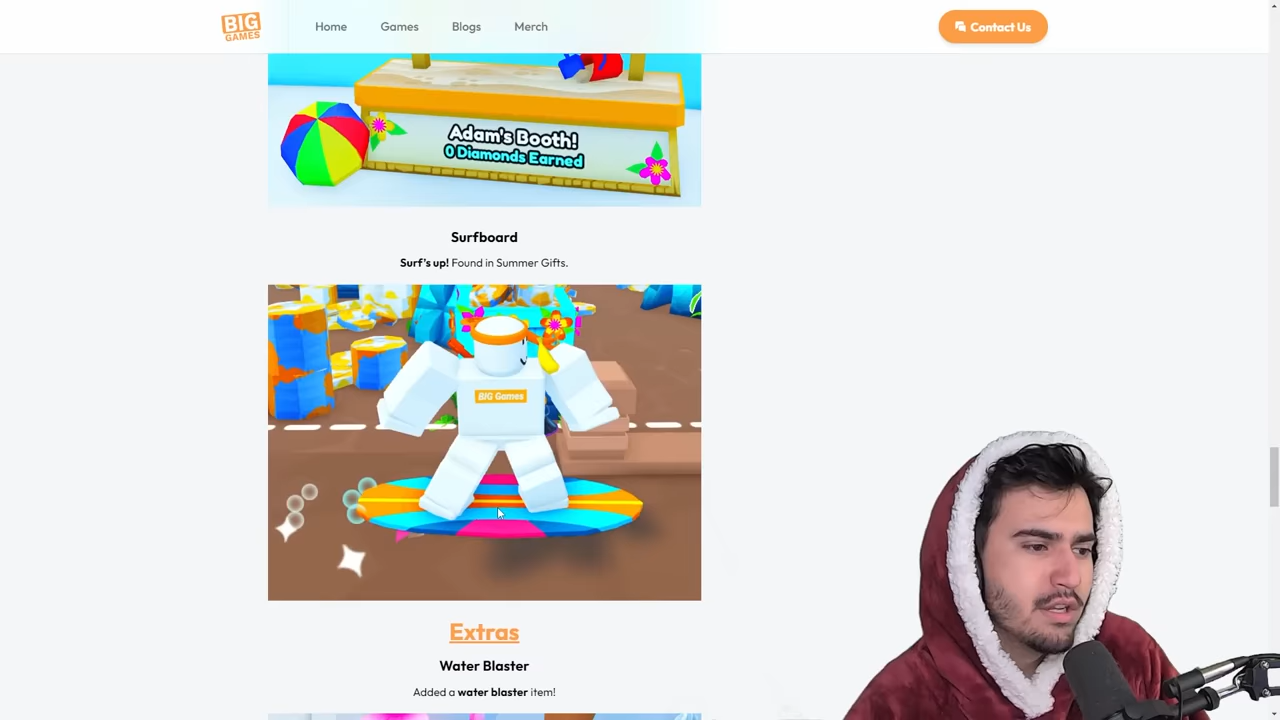 BIG
GAMES
Home
Games
Blogs
Merch
Contact Us
Adam's Booth!
0 Diamonds Earned
Surfboard
Surf's up! Found in Summer Gifts.
BIG Games
Extras
Water Blaster
Added a water blaster item!